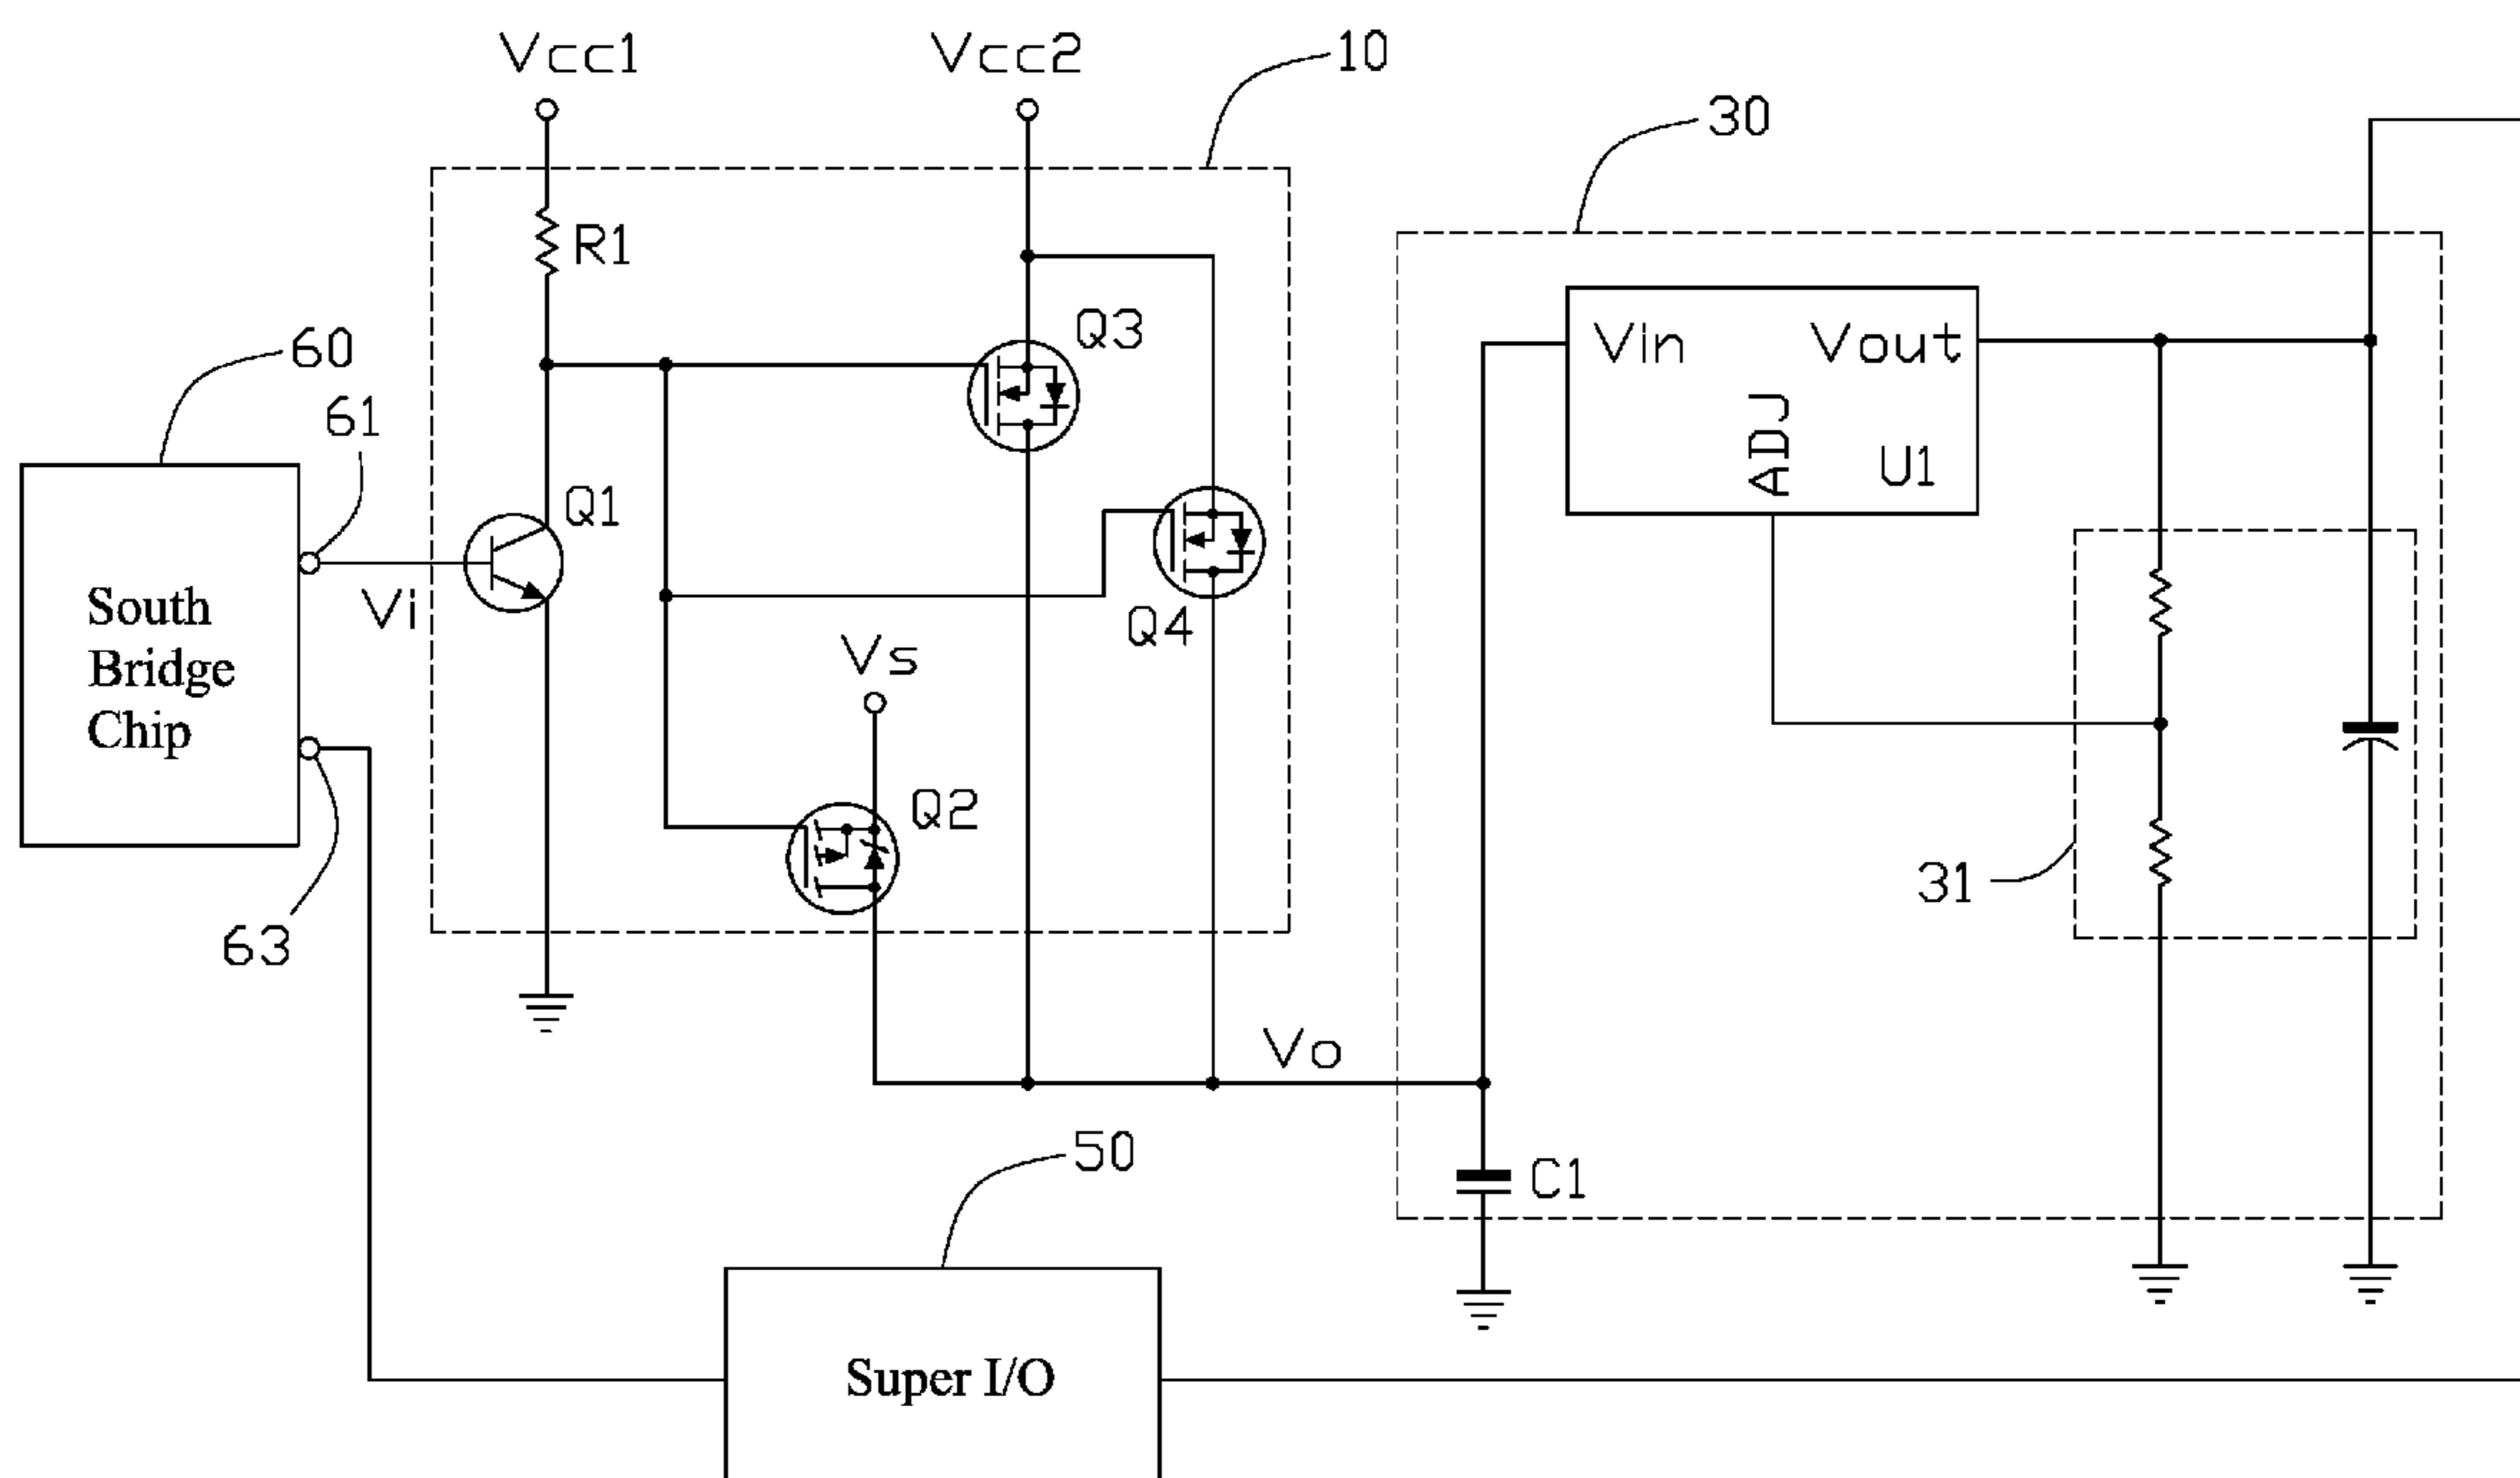 Vcc1
Vcc2
10
30
R1
Q3
60
61
Vin
Vout
ADJ
U1
Q1
South
Bridge
Chip
Vi
Q4
Vs
Q2
31
63
Vo
50
C1
Super I/O